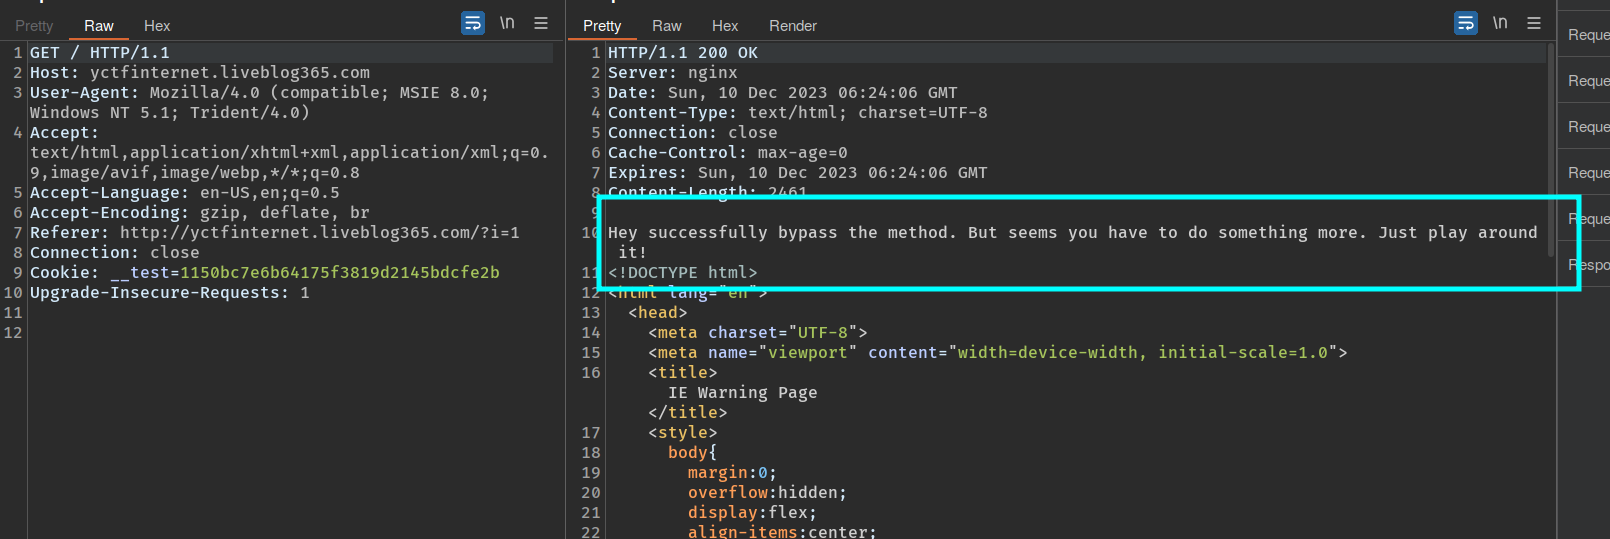 Pretty Raw Hex \n
1 GET / HTTP/1.1
2 Host: yctfinternet.liveblog365.com
3 User-Agent: Mozilla/4.0 (compatible; MSIE 8.0;
Windows NT 5.1; Trident/4.0)
4 Accept:
text/html,application/xhtml+xml,application/xml;q=0.
9,image/avif,image/webp,*/*;q=0.8
5 Accept-Language: en-US,en;q=0.5
6 Accept-Encoding: gzip, deflate, br
7 Referer: http://yctfinternet.liveblog365.com/?i=1
8 Connection: close
9 Cookie: __test=1150bc7e6b64175f3819d2145bdcfe2b
10 Upgrade-Insecure-Requests: 1
11
12
Pretty Raw Hex Render \n
1 HTTP/1.1 200 OK
2 Server: nginx
3 Date: Sun, 10 Dec 2023 06:24:06 GMT
4 Content-Type: text/html; charset=UTF-8
5 Connection: close
6 Cache-Control: max-age=0
7 Expires: Sun, 10 Dec 2023 06:24:06 GMT
8 Content-Length: 2461
9
10 Hey successfully bypass the method. But seems you have to do something more. Just play around
it!
11 <!DOCTYPE html>
12 <html lang="en">
13 <head>
14 <meta charset="UTF-8">
15 <meta name="viewport" content="width=device-width, initial-scale=1.0">
16 <title>
IE Warning Page
</title>
17 <style>
18 body{
19 margin:0;
20 overflow:hidden;
21 display:flex;
22 align-items:center;
Reque
Reque
Reque
Reque
Reque
Respo